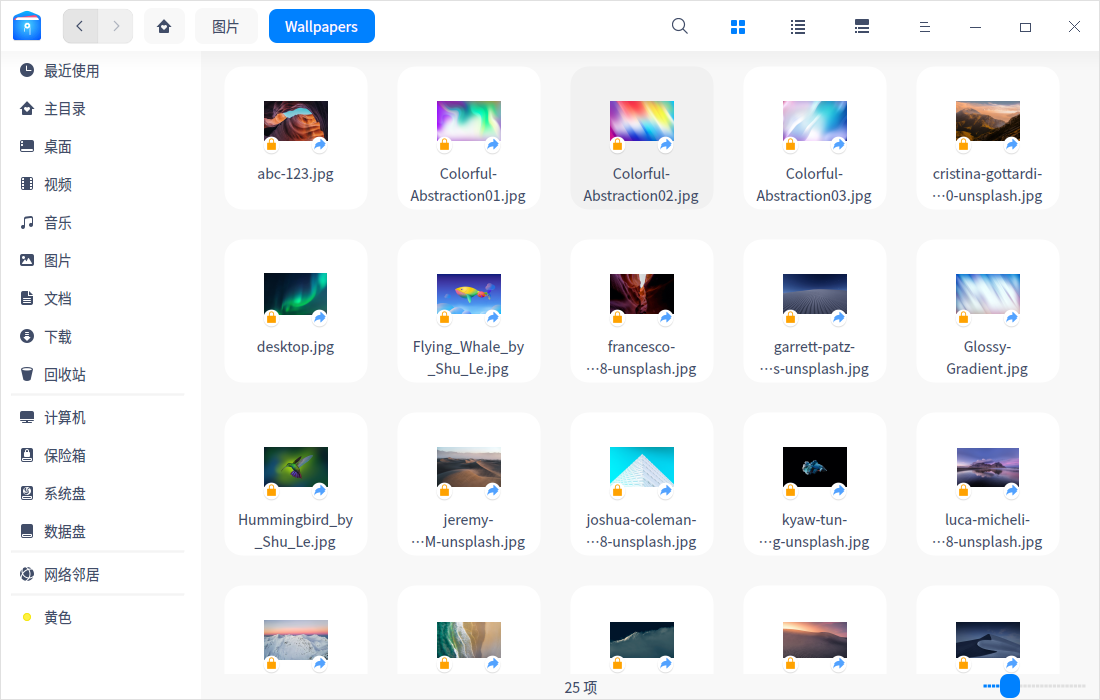 图片
Wallpapers
最近使用
主目录
桌面
视频
音乐
图片
文档
下载
回收站
计算机
保险箱
系统盘
数据盘
网络邻居
黄色
abc-123.jpg
Colorful-
Abstraction01.jpg
Colorful-
Abstraction02.jpg
Colorful-
Abstraction03.jpg
cristina-gottardi-
···0-unsplash.jpg
desktop.jpg
Flying_Whale_by
_Shu_Le.jpg
francesco-
···8-unsplash.jpg
garrett-patz-
···s-unsplash.jpg
Glossy-
Gradient.jpg
Hummingbird_by
_Shu_Le.jpg
jeremy-
···M-unsplash.jpg
joshua-coleman-
···8-unsplash.jpg
kyaw-tun-
···g-unsplash.jpg
luca-micheli-
···8-unsplash.jpg
25 项